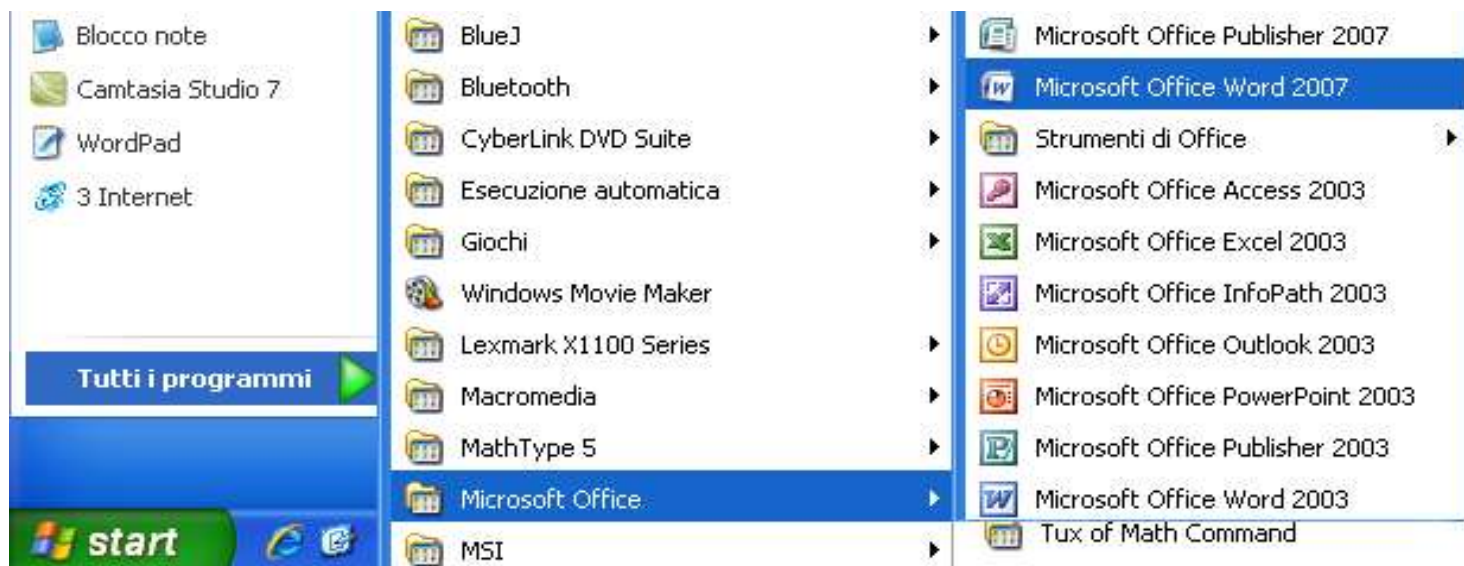 Blocco note
Camtasia Studio 7
WordPad
3 Internet
Tutti i programmi
start
BlueJ
Bluetooth
CyberLink DVD Suite
Esecuzione automatica
Giochi
Windows Movie Maker
Lexmark X1100 Series
Macromedia
MathType 5
Microsoft Office
MSI
Microsoft Office Publisher 2007
Microsoft Office Word 2007
Strumenti di Office
Microsoft Office Access 2003
Microsoft Office Excel 2003
Microsoft Office InfoPath 2003
Microsoft Office Outlook 2003
Microsoft Office PowerPoint 2003
Microsoft Office Publisher 2003
Microsoft Office Word 2003
Tux of Math Command